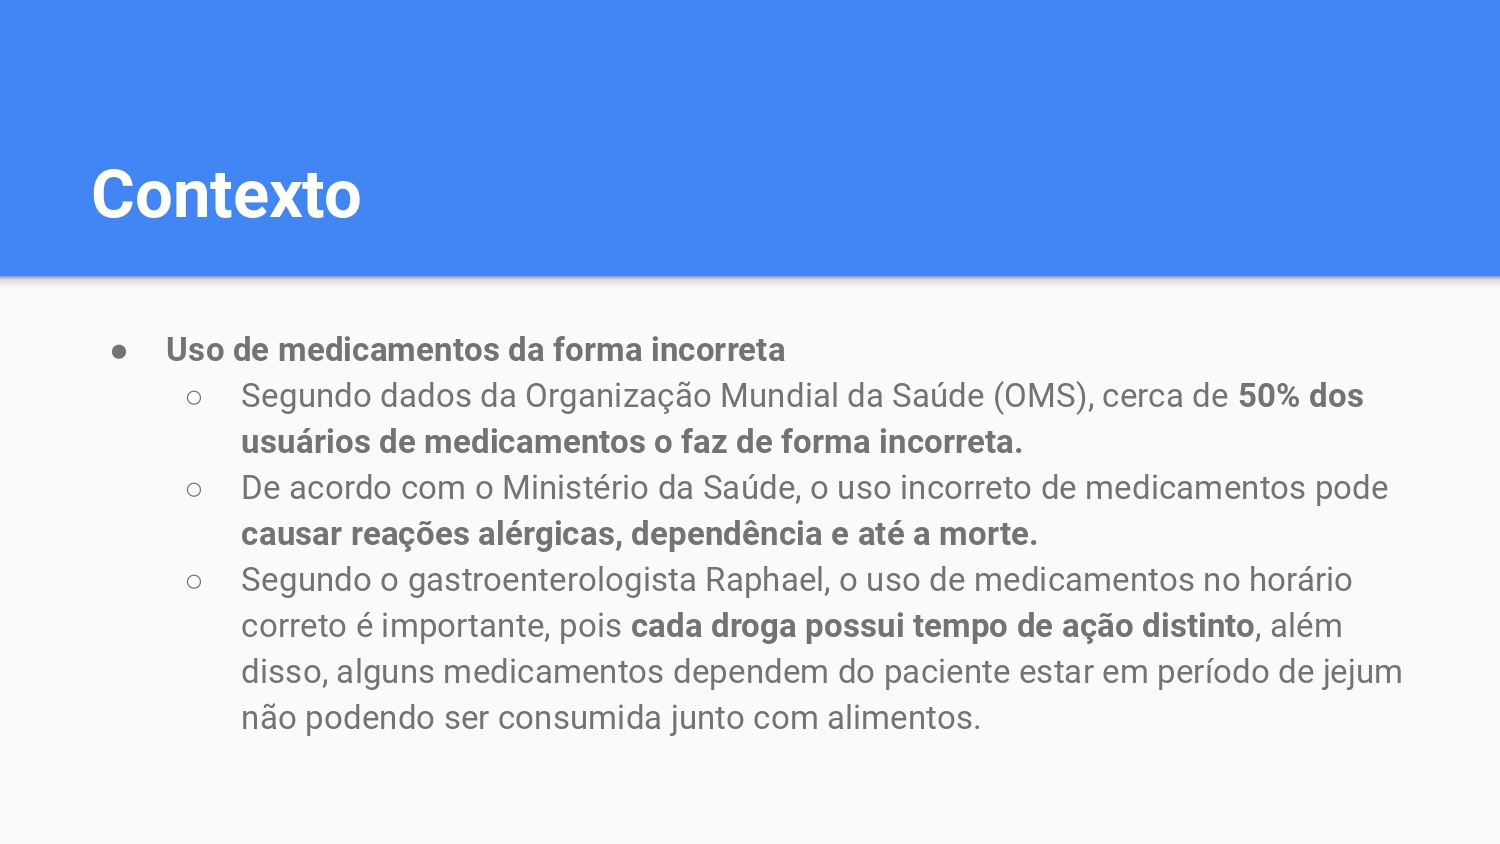 Contexto
● Uso de medicamentos da forma incorreta
○ Segundo dados da Organização Mundial da Saúde (OMS), cerca de 50% dos
usuários de medicamentos o faz de forma incorreta.
○ De acordo com o Ministério da Saúde, o uso incorreto de medicamentos pode
causar reações alérgicas, dependência e até a morte.
○ Segundo o gastroenterologista Raphael, o uso de medicamentos no horário
correto é importante, pois cada droga possui tempo de ação distinto, além
disso, alguns medicamentos dependem do paciente estar em período de jejum
não podendo ser consumida junto com alimentos.